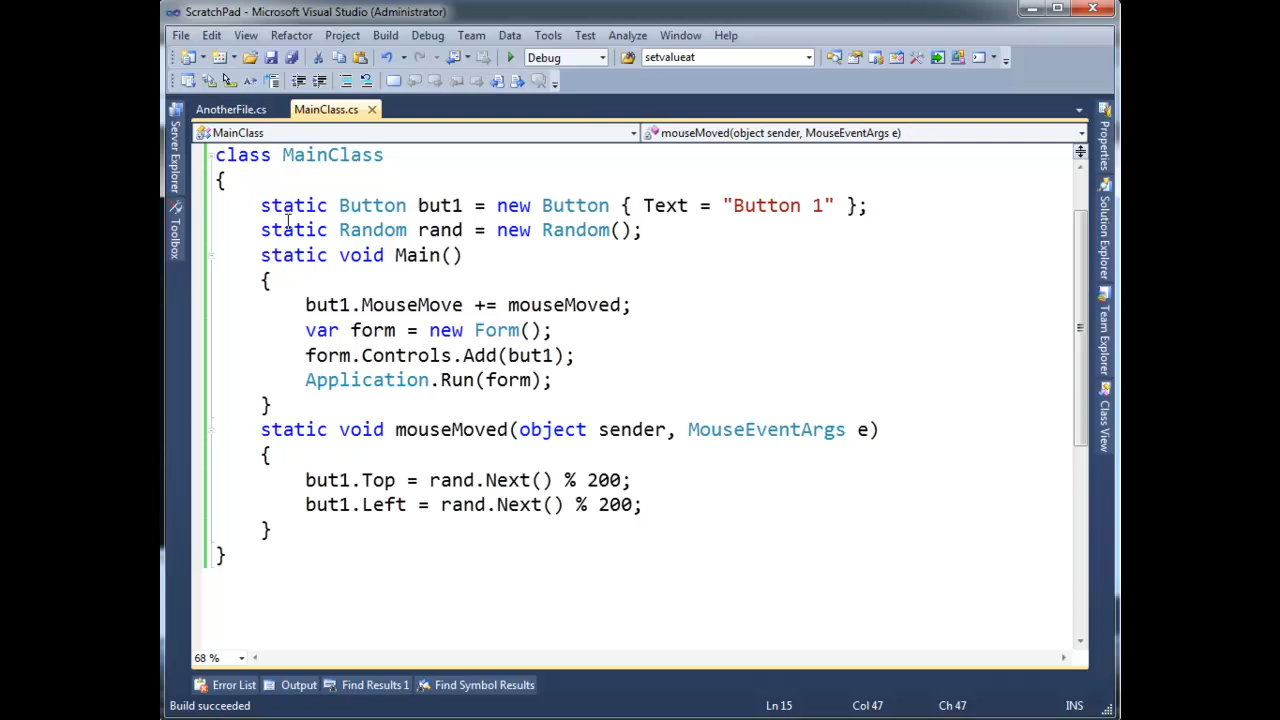 ScratchPad - Microsoft Visual Studio (Administrator)
File Edit View Refactor Project Build Debug Team Data Tools Test Analyze Window Help
Debug setvalueat
AnotherFile.cs MainClass.cs
MainClass mouseMoved(object sender, MouseEventArgs e)
class MainClass
{
static Button but1 = new Button { Text = "Button 1" };
static Random rand = new Random();
static void Main()
{
but1.MouseMove += mouseMoved;
var form = new Form();
form.Controls.Add(but1);
Application.Run(form);
}
static void mouseMoved(object sender, MouseEventArgs e)
{
but1.Top = rand.Next() % 200;
but1.Left = rand.Next() % 200;
}
}
Server Explorer
Toolbox
Properties
Solution Explorer
Team Explorer
Class View
68 %
Error List Output Find Results 1 Find Symbol Results
Build succeeded Ln 15 Col 47 Ch 47 INS